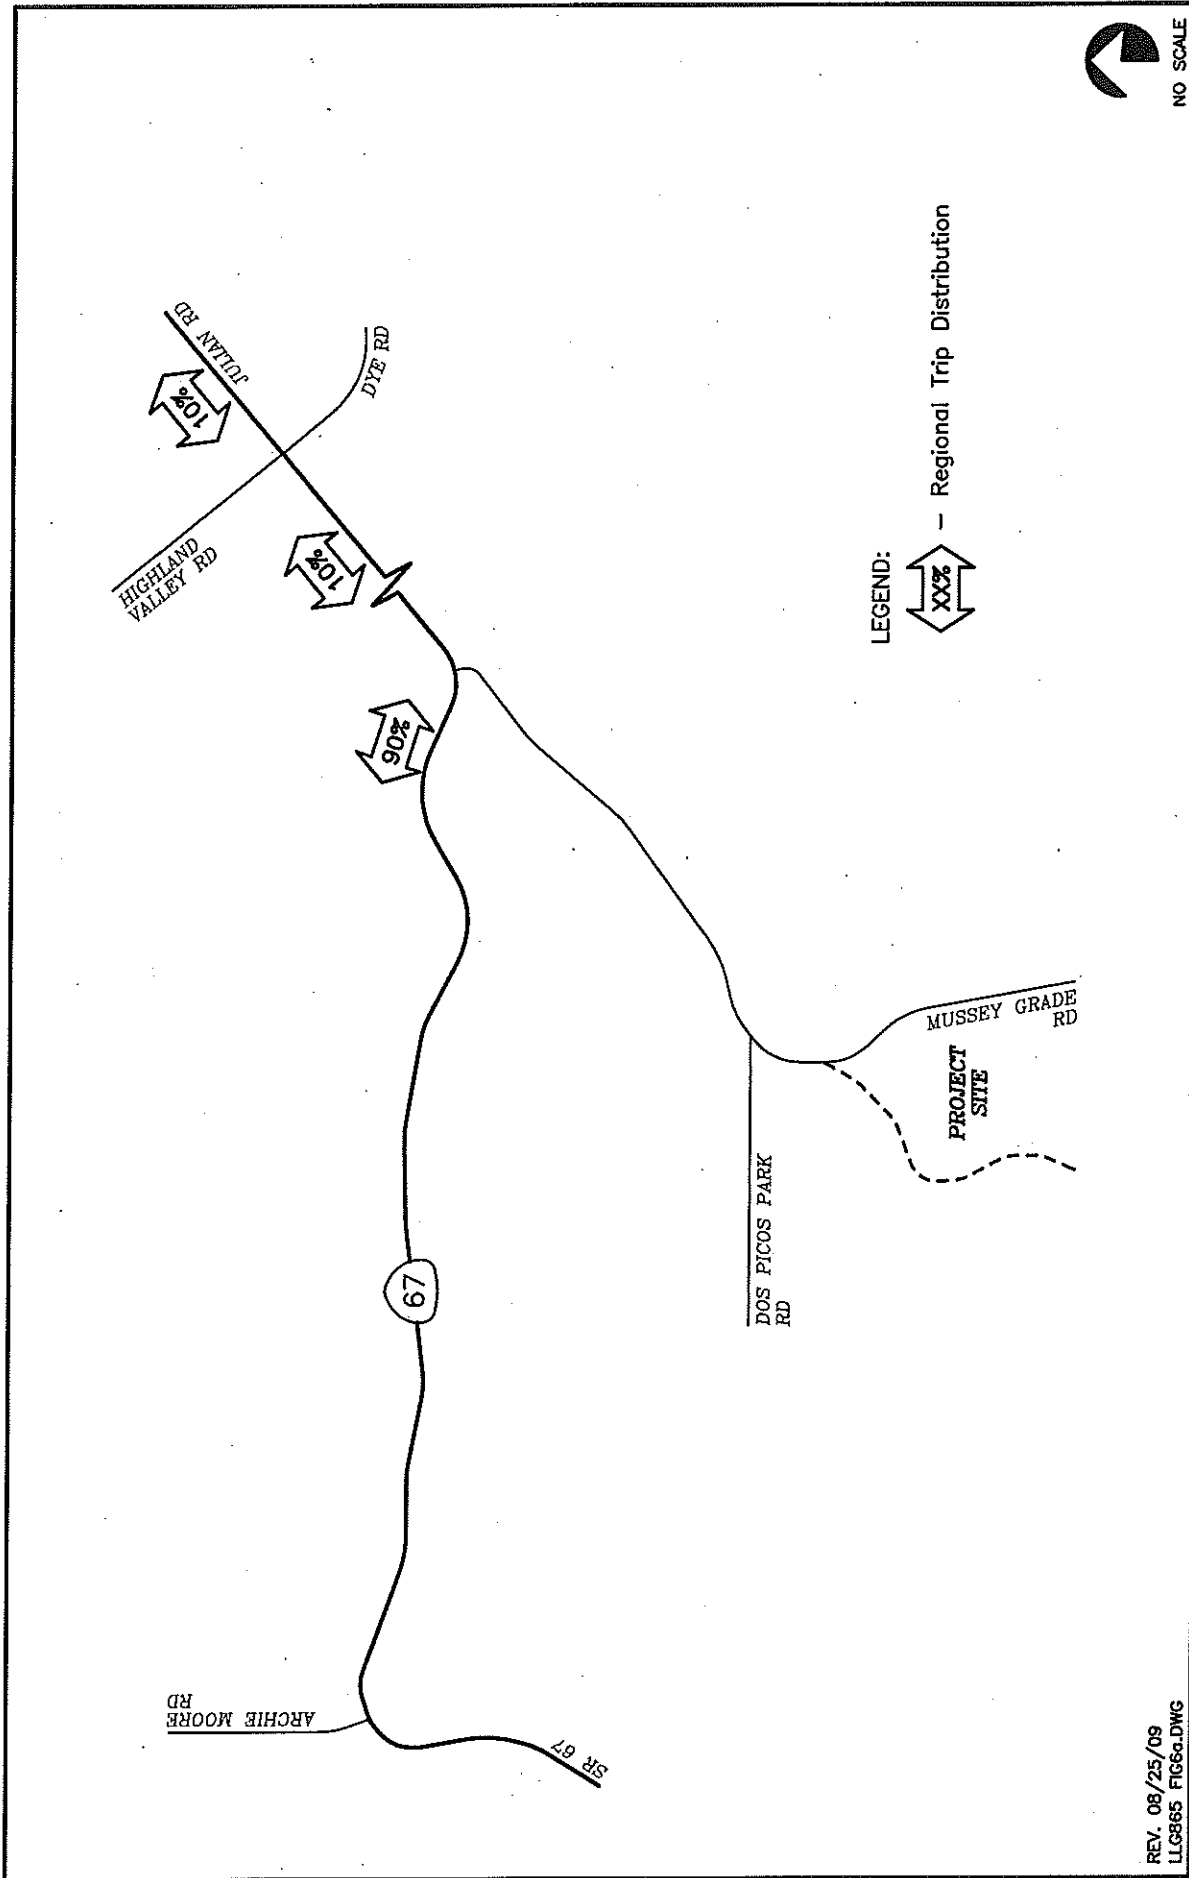 NO SCALE
JULIAN RD
10%
HIGHLAND
VALLEY RD
DYE RD
10%
90%
LEGEND:
XX%
– Regional Trip Distribution
67
ARCHIE MOORE
RD
SR 67
DOS PICOS PARK
RD
MUSSEY GRADE
RD
PROJECT
SITE
REV. 08/25/09
LLG865 FIG6a.DWG